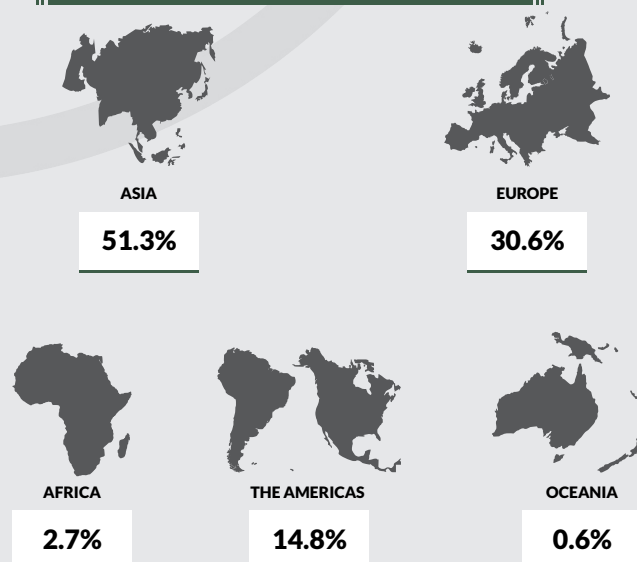 ASIA
51.3%
EUROPE
30.6%
AFRICA
2.7%
THE AMERICAS
14.8%
OCEANIA
0.6%